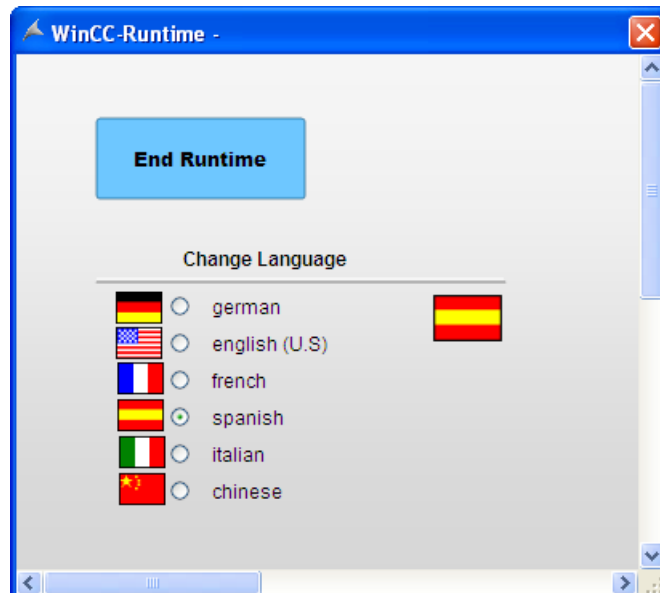 WinCC-Runtime -
End Runtime
Change Language
german
english (U.S)
french
spanish
italian
chinese